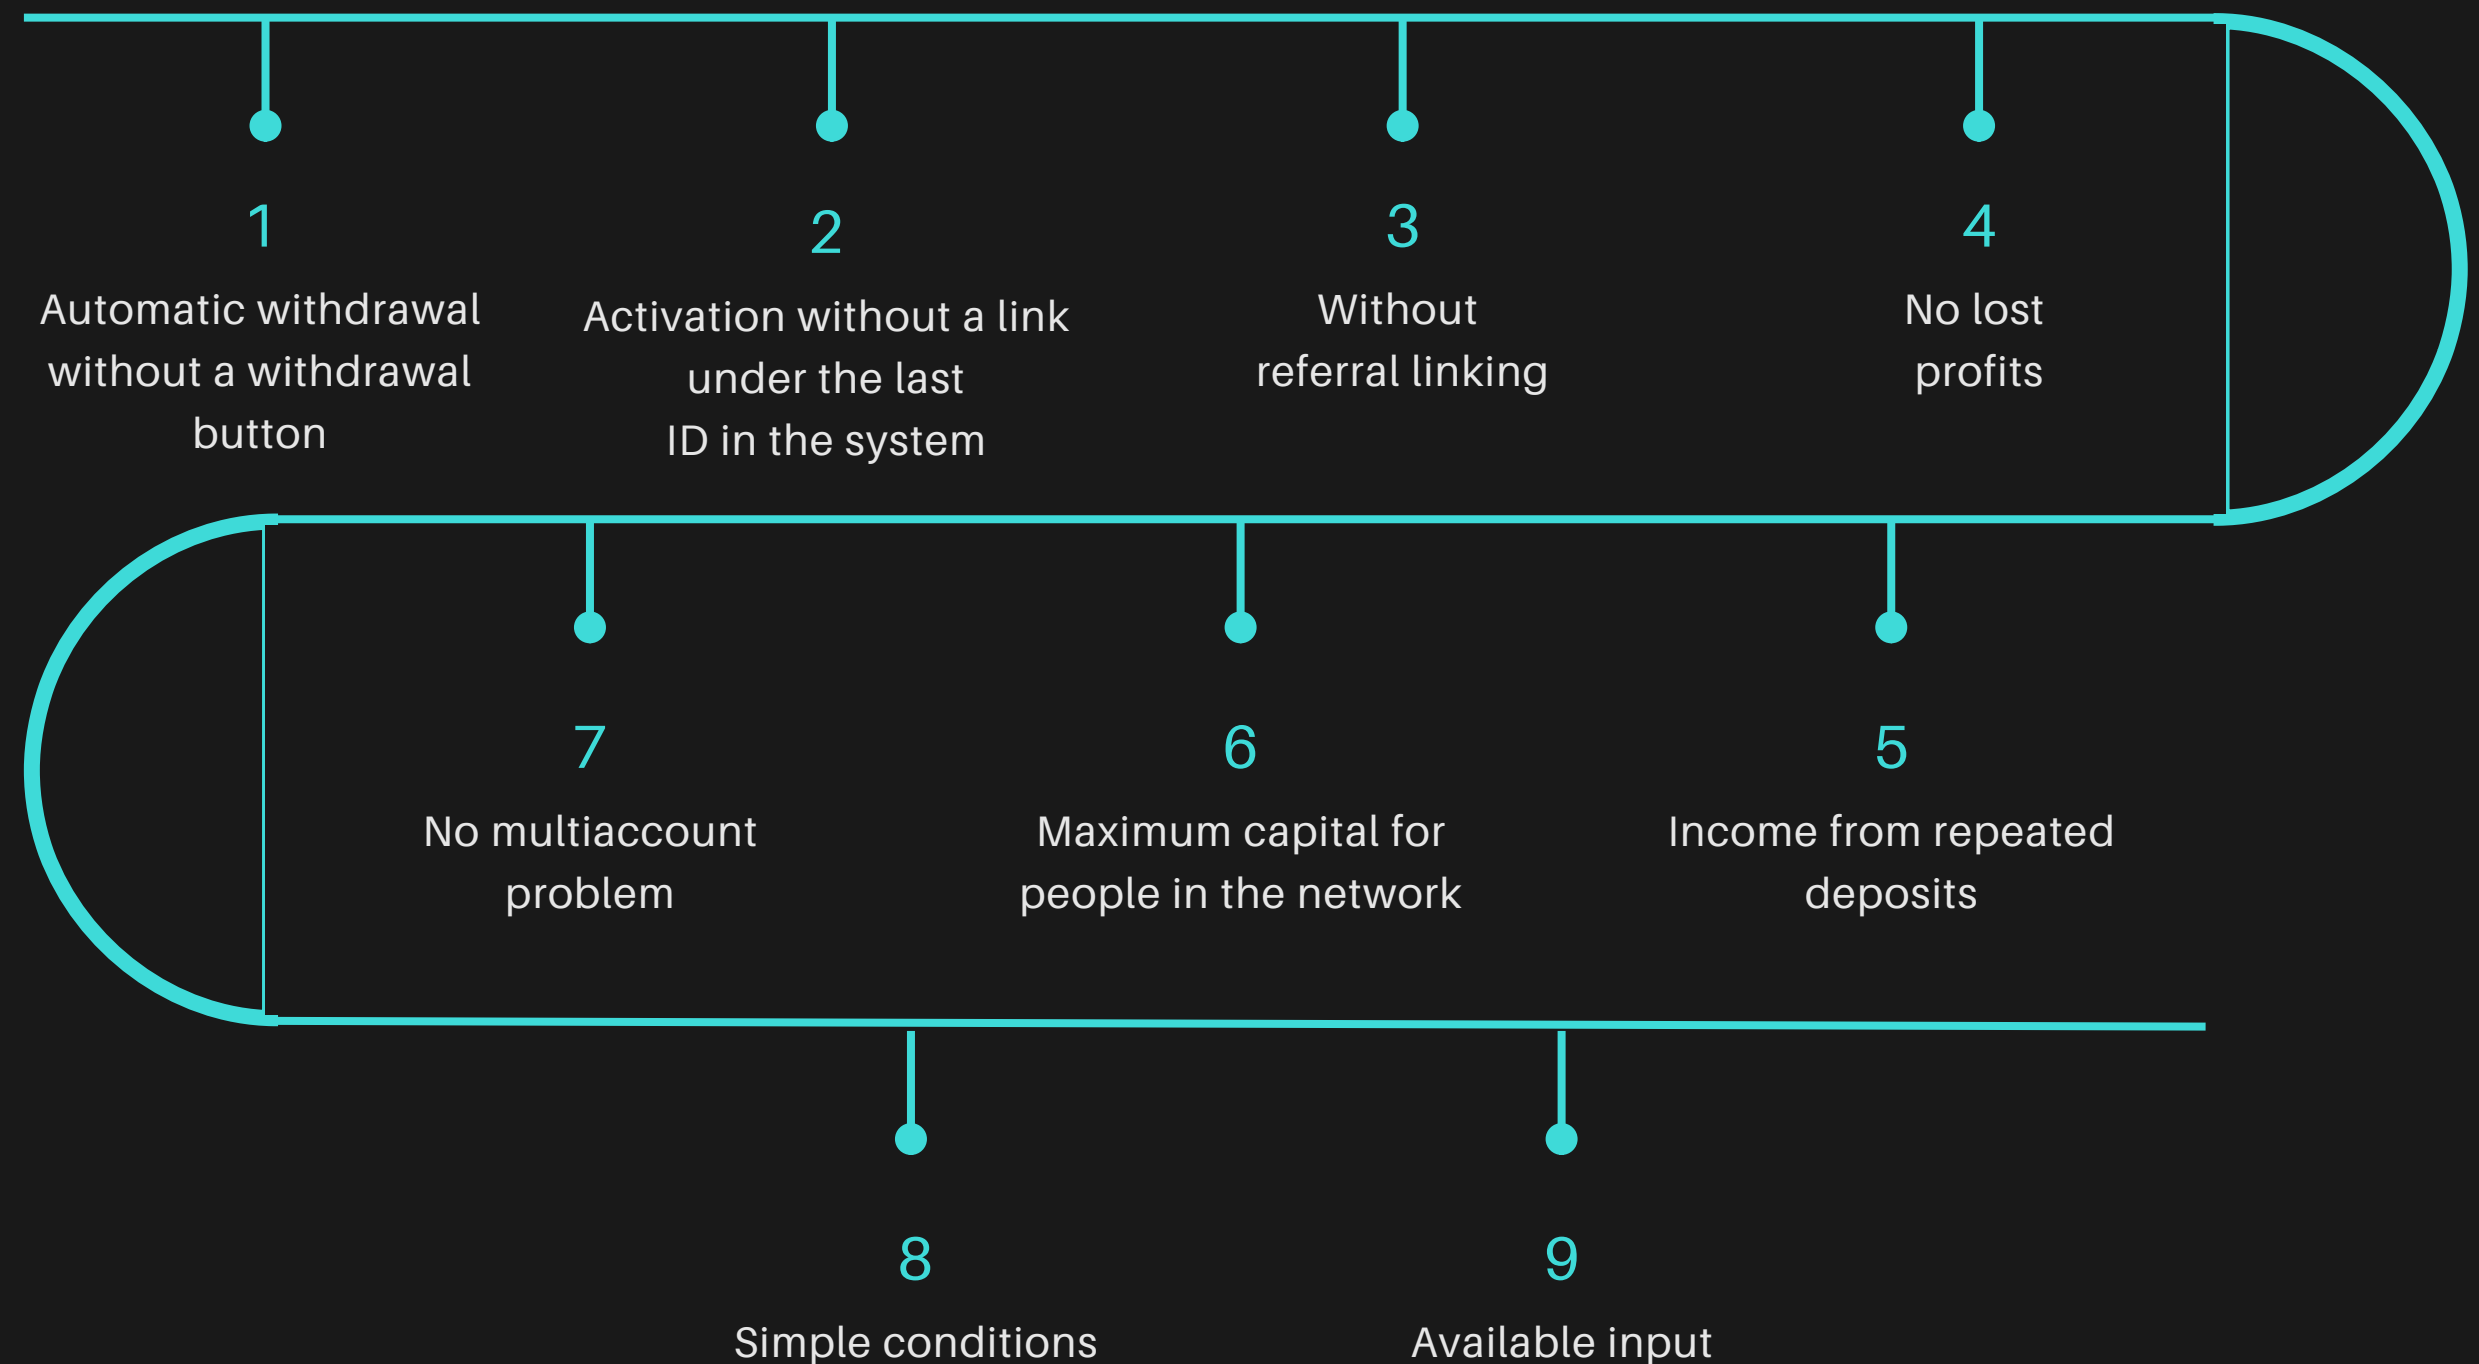 1
Automatic withdrawal
without a withdrawal
button
2
Activation without a link
under the last
ID in the system
3
Without
referral linking
4
No lost
profits
5
Income from repeated
deposits
6
Maximum capital for
people in the network
7
No multiaccount
problem
8
Simple conditions
9
Available input